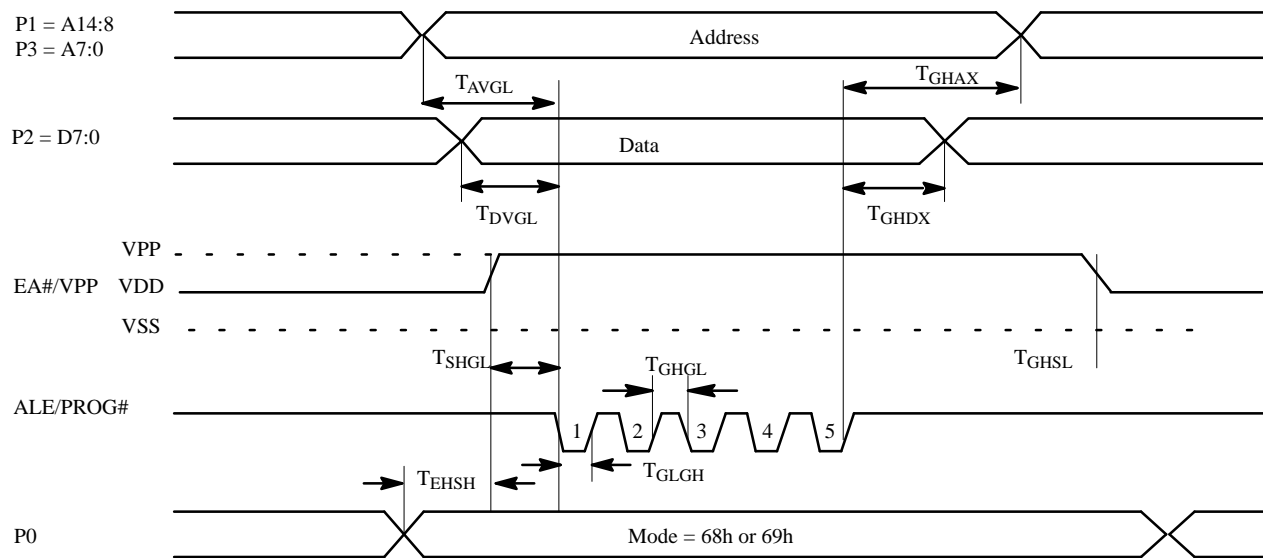 P1 = A14:8
P3 = A7:0
Address
TAVGL
TGHAX
P2 = D7:0
Data
TDVGL
TGHDX
VPP
EA#/VPP VDD
VSS
TSHGL
TGHGL
TGHSL
ALE/PROG#
1 2 3 4 5
TEHSH
TGLGH
P0
Mode = 68h or 69h